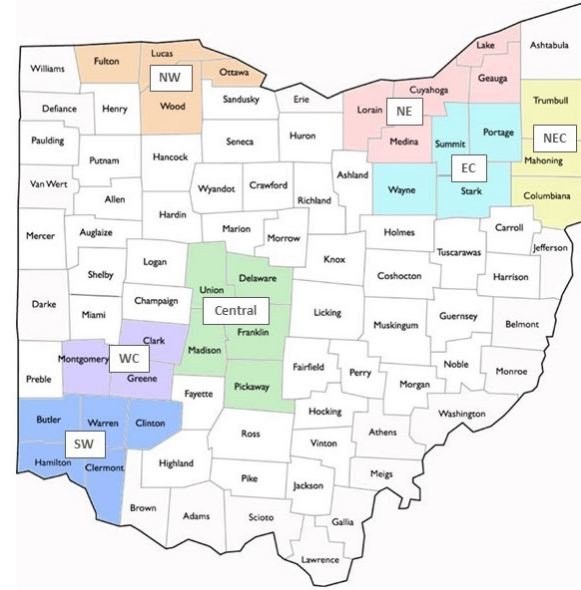 Lake
Ashtabula
Lucas
Fulton
Williams
NW
Ottawa
Geauga
Cuyahoga
Trumbull
Defiance
Henry
Wood
Sandusky
Erie
Lorain
NE
Portage
Paulding
Seneca
Huron
Medina
Summit
NEC
Putnam
Hancock
Mahoning
EC
Van Wert
Wyandot
Crawford
Ashland
Wayne
Stark
Columbiana
Allen
Richland
Hardin
Marion
Carroll
Mercer
Auglaize
Morrow
Holmes
Jefferson
Logan
Knox
Tuscarawas
Shelby
Union
Delaware
Coshocton
Harrison
Darke
Champaign
Central
Licking
Miami
Guernsey
Muskingum
Belmont
Clark
Franklin
Madison
Montgomery
WC
Fairfield
Noble
Preble
Greene
Perry
Monroe
Pickaway
Morgan
Fayette
Butler
Warren
Clinton
Hocking
Washington
SW
Ross
Athens
Vinton
Hamilton
Clermont
Highland
Meigs
Pike
Jackson
Brown
Adams
Scioto
Gallia
Lawrence